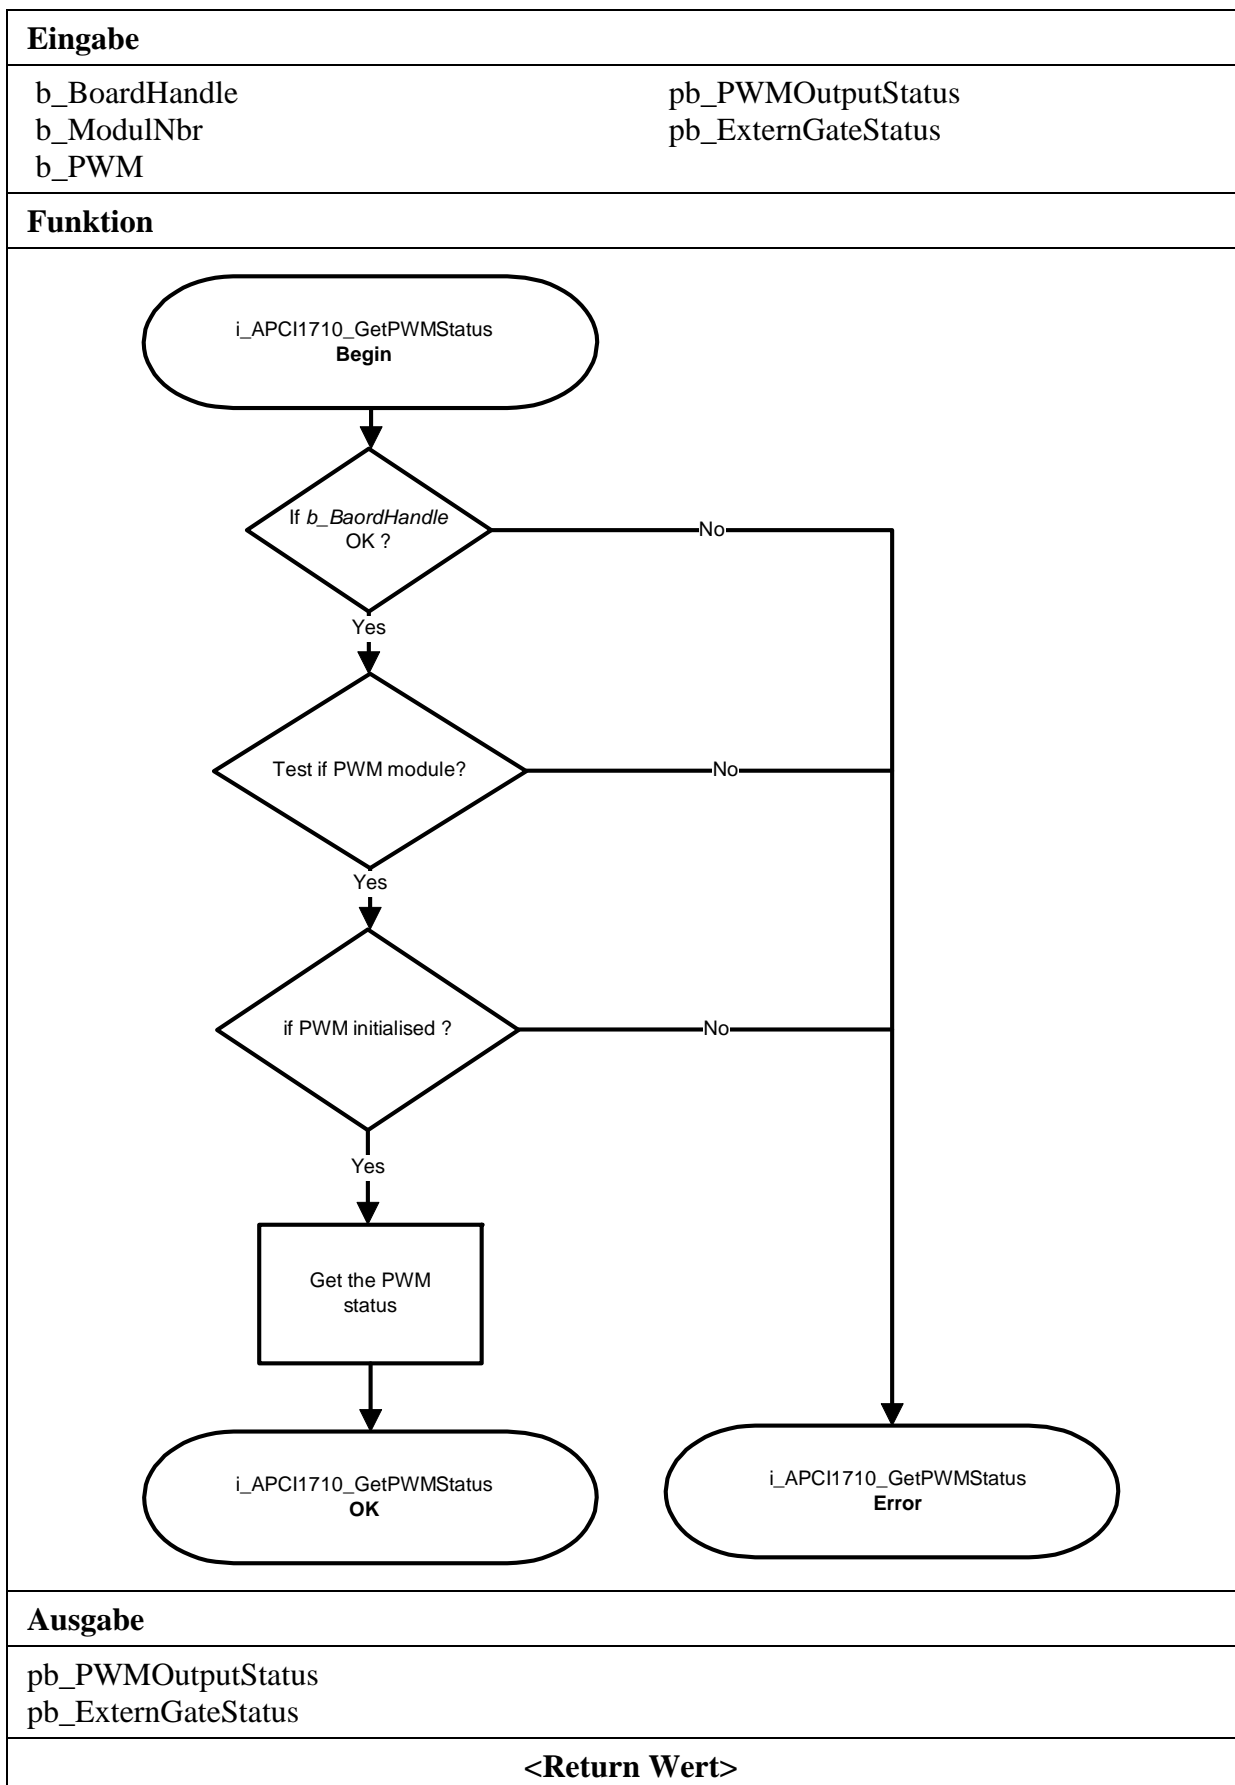 Eingabe
b_BoardHandle
b_ModulNbr
b_PWM
pb_PWMOutputStatus
pb_ExternGateStatus
Funktion
i_APCI1710_GetPWMStatus
Begin
If b_BaordHandle
OK ?
No
Yes
Test if PWM module?
No
Yes
if PWM initialised ?
No
Yes
Get the PWM
status
i_APCI1710_GetPWMStatus
OK
i_APCI1710_GetPWMStatus
Error
Ausgabe
pb_PWMOutputStatus
pb_ExternGateStatus
<Return Wert>